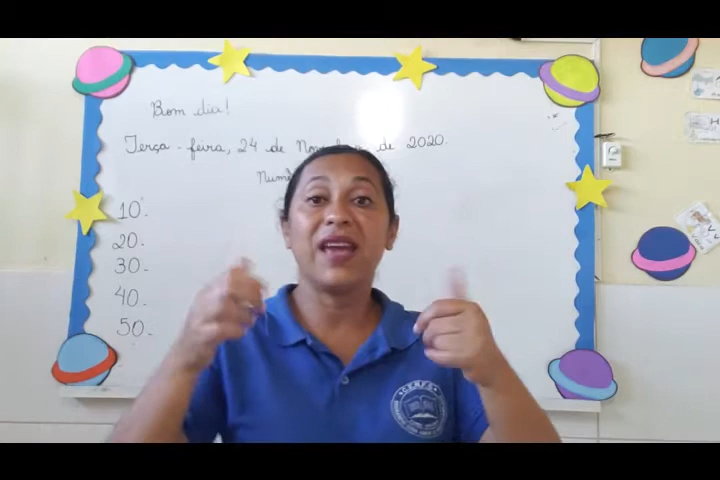 Bom dia!
Terça-feira, 24 de de 2020.
10-
20-
30-
40-
50-